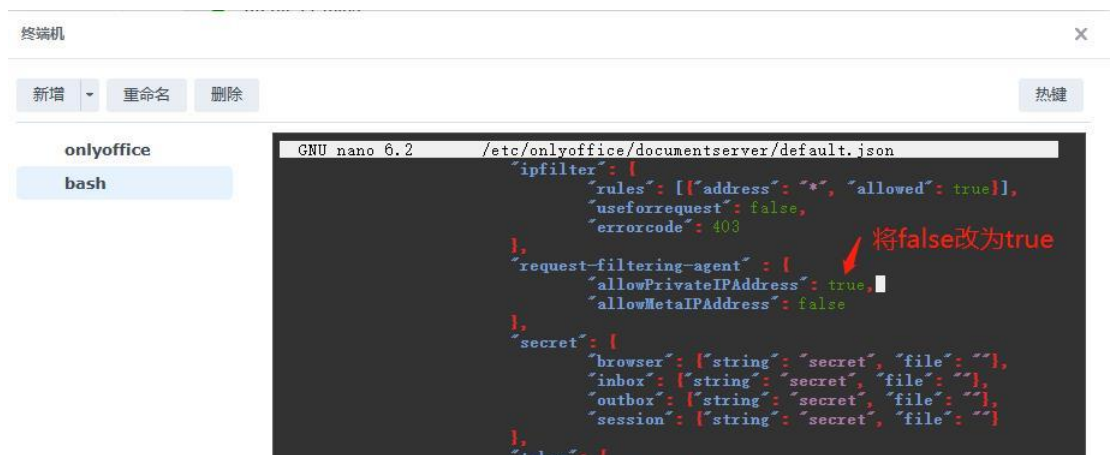 终端机
新增 重命名 删除 热键
onlyoffice
bash
GNU nano 6.2 /etc/onlyoffice/documentserver/default.json
"ipfilter": {
"rules": [{"address": "*", "allowed": true}],
"useforrequest": false,
"errorcode": 403
},
将false改为true
"request-filtering-agent" : {
"allowPrivateIPAddress": true,
"allowMetaIPAddress": false
},
"secret": {
"browser": {"string": "secret", "file": ""},
"inbox": {"string": "secret", "file": ""},
"outbox": {"string": "secret", "file": ""},
"session": {"string": "secret", "file": ""}
},